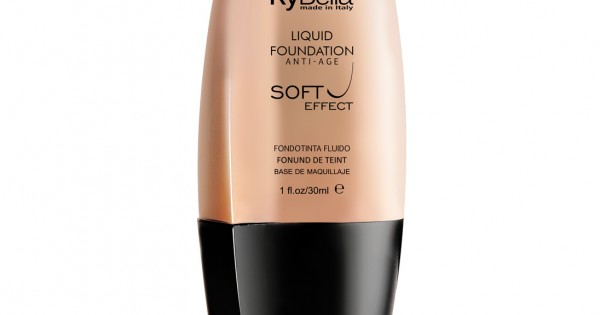 KyBella
made in Italy
LIQUID
FOUNDATION
ANTI-AGE
SOFT
EFFECT
FONDOTINTA FLUIDO
FONUND DE TEINT
BASE DE MAQUILLAJE
1 fl.oz/30ml ℮